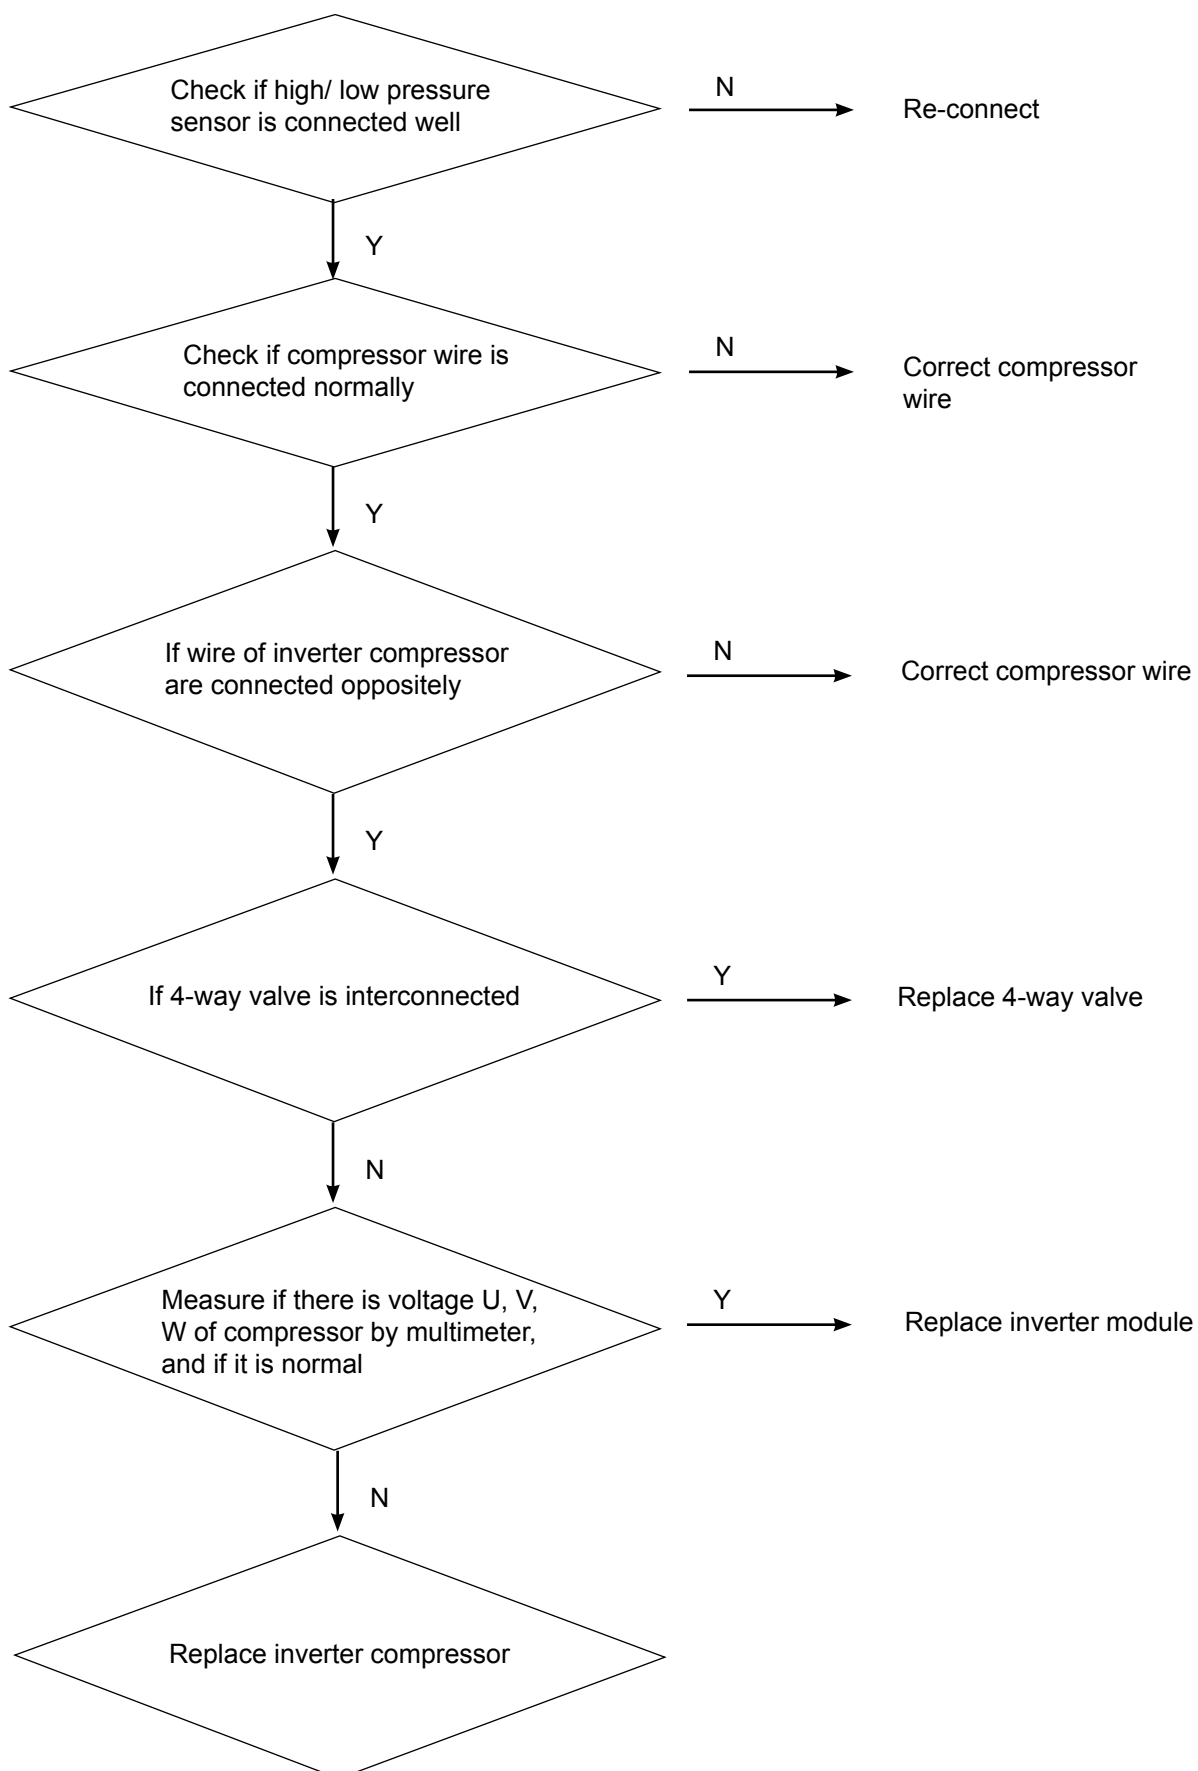 Check if high/ low pressure
sensor is connected well
N
Re-connect
Y
Check if compressor wire is
connected normally
N
Correct compressor
wire
Y
If wire of inverter compressor
are connected oppositely
N
Correct compressor wire
Y
If 4-way valve is interconnected
Y
Replace 4-way valve
N
Measure if there is voltage U, V,
W of compressor by multimeter,
and if it is normal
Y
Replace inverter module
N
Replace inverter compressor